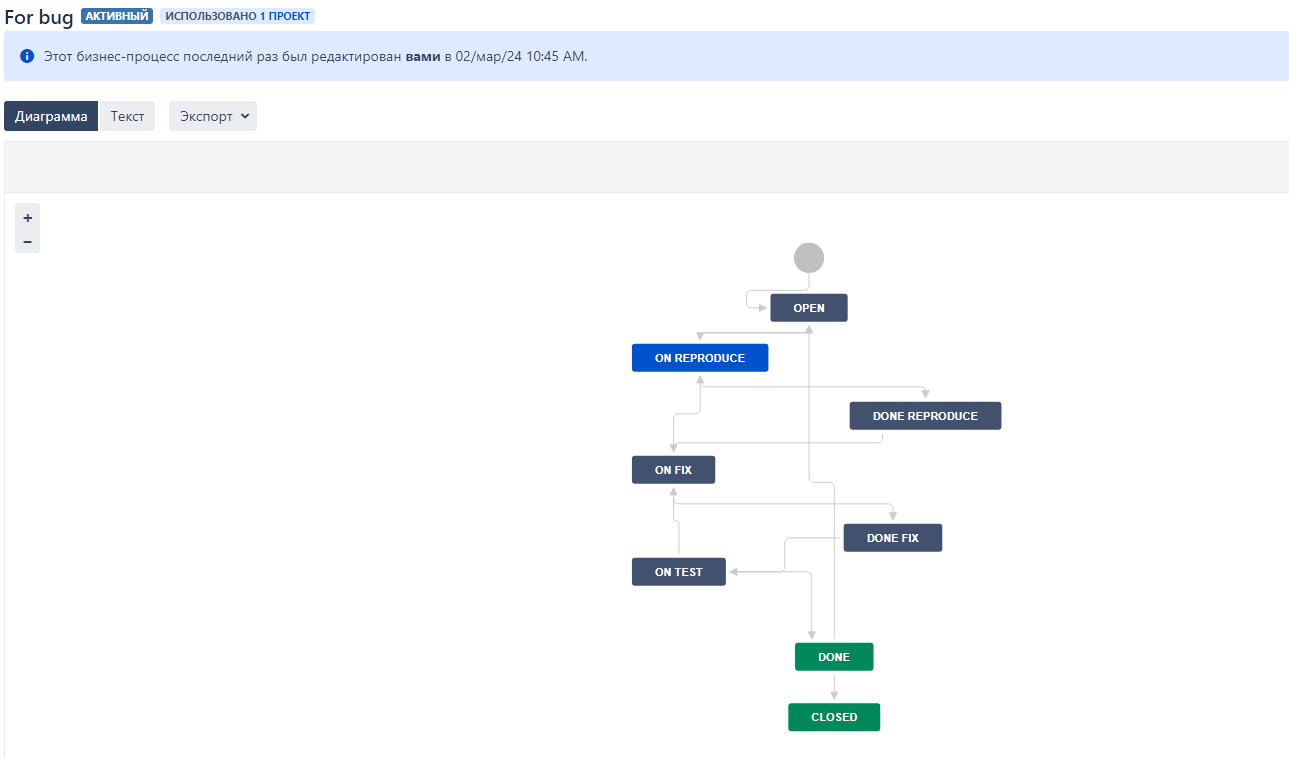 For bug АКТИВНЫЙ ИСПОЛЬЗОВАНО 1 ПРОЕКТ
Этот бизнес-процесс последний раз был редактирован вами в 02/мар/24 10:45 AM.
Диаграмма Текст Экспорт
+
−
OPEN
ON REPRODUCE
DONE REPRODUCE
ON FIX
DONE FIX
ON TEST
DONE
CLOSED